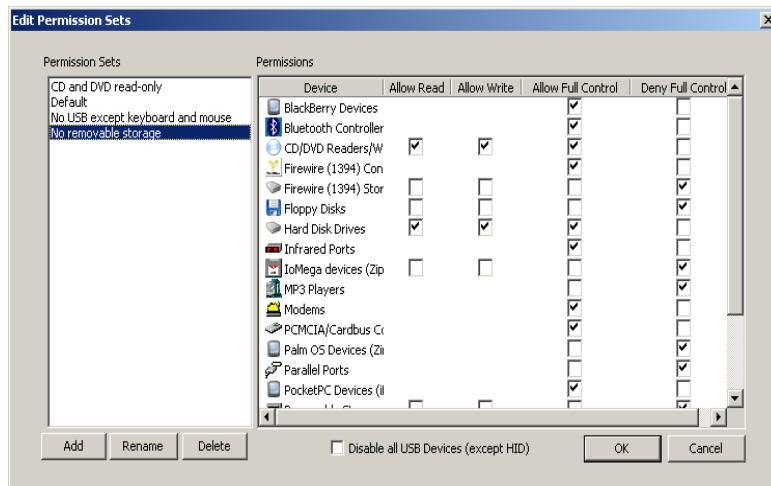 Edit Permission Sets
Permission Sets
Permissions
CD and DVD read-only
Default
No USB except keyboard and mouse
No removable storage
Device Allow Read Allow Write Allow Full Control Deny Full Control
BlackBerry Devices
Bluetooth Controller
CD/DVD Readers/W
Firewire (1394) Con
Firewire (1394) Stor
Floppy Disks
Hard Disk Drives
Infrared Ports
IoMega devices (Zip
MP3 Players
Modems
PCMCIA/Cardbus Co
Palm OS Devices (Zi
Parallel Ports
PocketPC Devices (i
Add Rename Delete
Disable all USB Devices (except HID)
OK Cancel